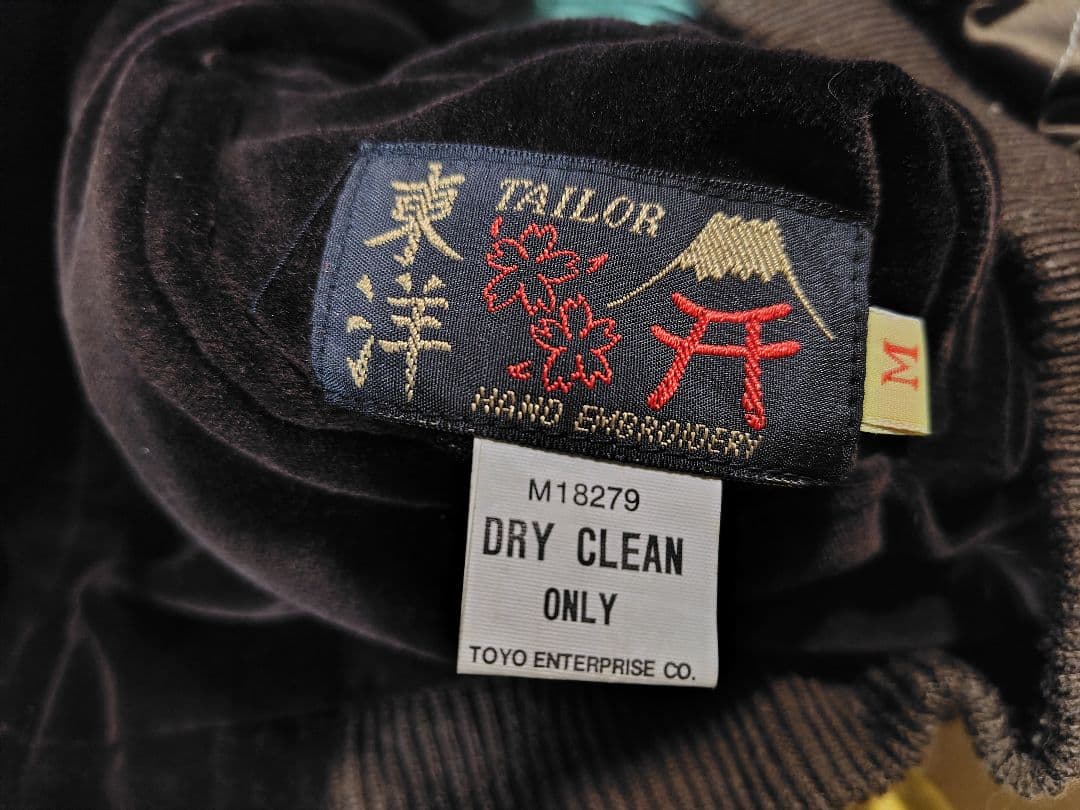 東洋
TAILOR
HAND EMBROIDERY
M
M18279
DRY CLEAN
ONLY
TOYO ENTERPRISE CO.